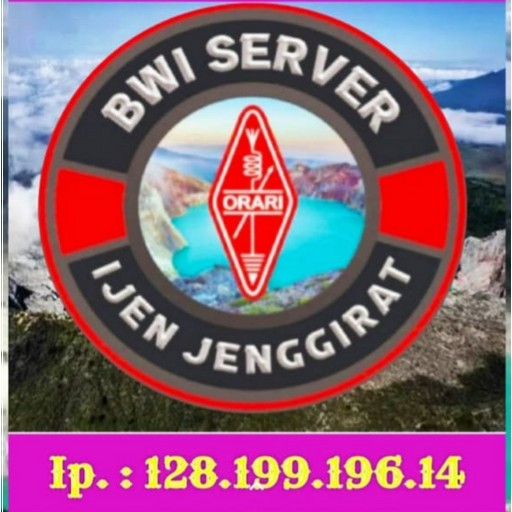 BWI SERVER
ORARI
IJEN JENGGIRAT
Ip. : 128.199.196.14